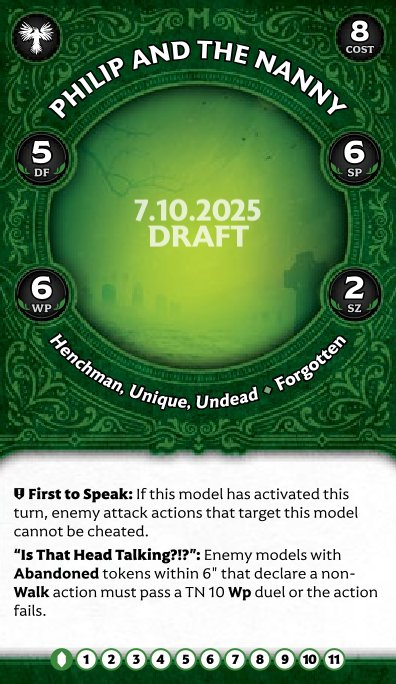 8
COST
PHILIP AND THE NANNY
5
DF
6
SP
7.10.2025
DRAFT
6
WP
2
SZ
Henchman, Unique, Undead • Forgotten
First to Speak: If this model has activated this
turn, enemy attack actions that target this model
cannot be cheated.
“Is That Head Talking?!?”: Enemy models with
Abandoned tokens within 6" that declare a non-
Walk action must pass a TN 10 Wp duel or the action
fails.
1 2 3 4 5 6 7 8 9 10 11